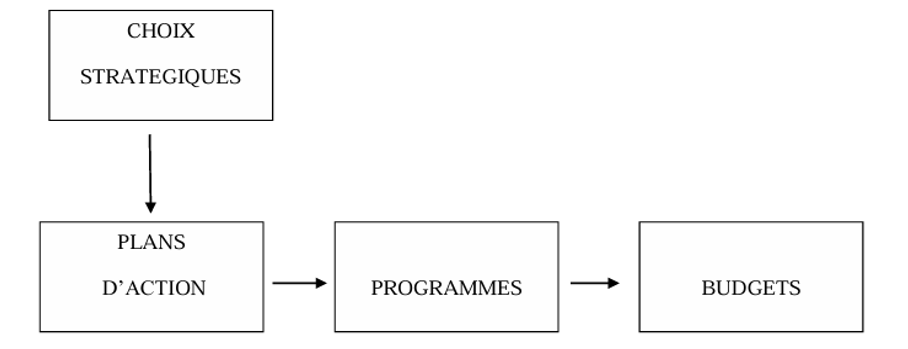 CHOIX
STRATEGIQUES
PLANS
D’ACTION
PROGRAMMES
BUDGETS